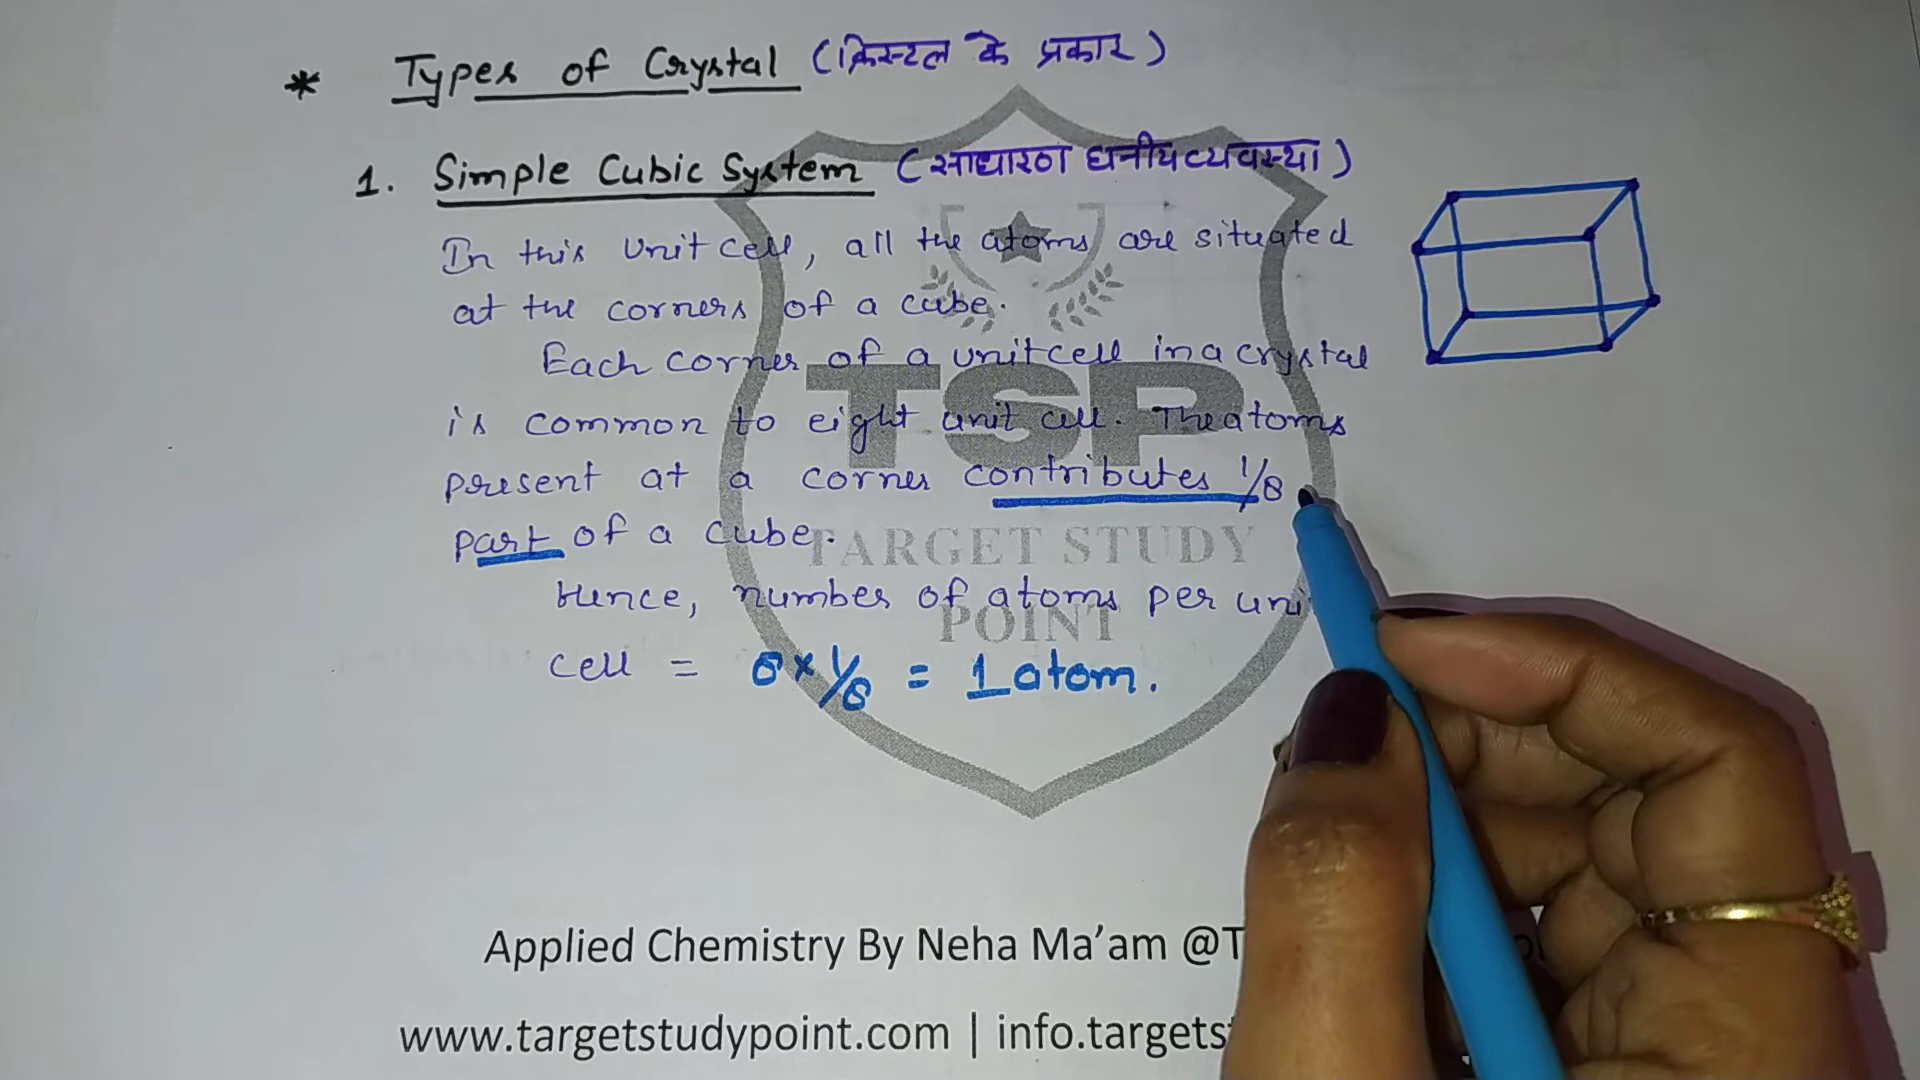 * Types of Crystal (क्रिस्टल के प्रकार)
1. Simple Cubic System (साधारण घनीय व्यवस्था)
In this Unit cell, all the atoms are situated
at the corners of a cube.
Each corner of a unit cell in a crystal
is common to eight unit cell. The atoms
present at a corner contributes 1/8
part of a cube.
Hence, number of atoms per uni
cell = 8 × 1/8 = 1 atom.
TSP
TARGET STUDY
POINT
Applied Chemistry By Neha Ma’am @T
www.targetstudypoint.com | info.targets